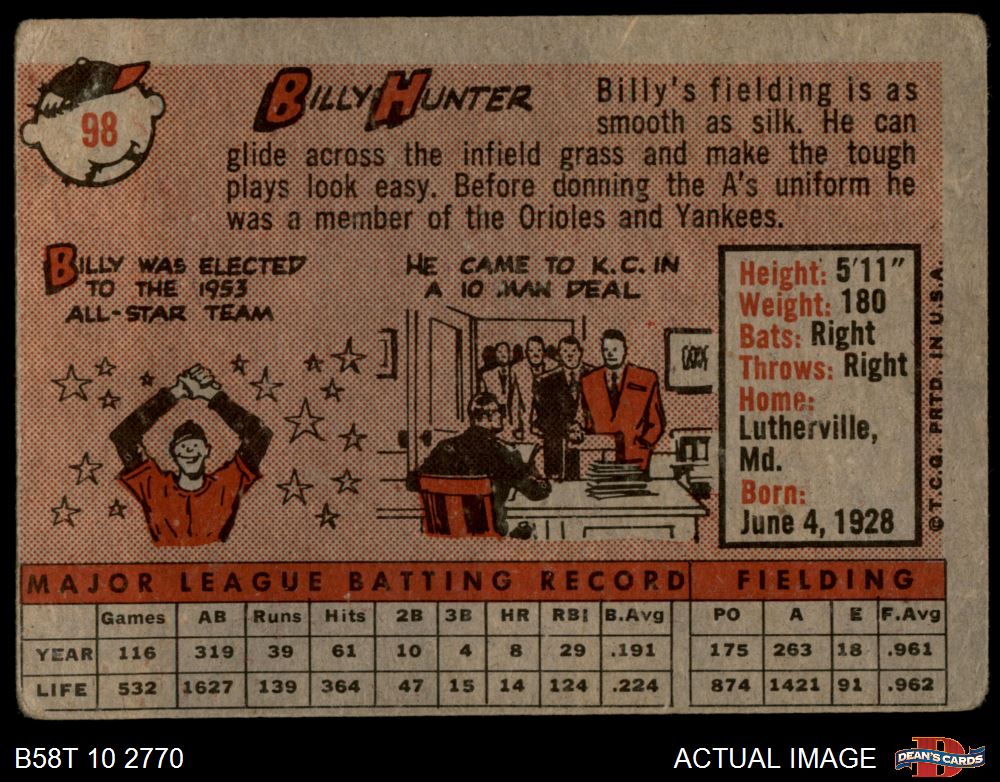 98
BILLY HUNTER
Billy's fielding is as
smooth as silk. He can
glide across the infield grass and make the tough
plays look easy. Before donning the A's uniform he
was a member of the Orioles and Yankees.
BILLY WAS ELECTED
TO THE 1953
ALL-STAR TEAM
HE CAME TO K.C. IN
A 10 MAN DEAL
Height: 5'11"
Weight: 180
Bats: Right
Throws: Right
Home:
Lutherville,
Md.
Born:
June 4, 1928
© T.C.G. PRTD. IN U.S.A.
MAJOR LEAGUE BATTING RECORD FIELDING
Games AB Runs Hits 2B 3B HR RBI B.Avg PO A E F.Avg
YEAR 116 319 39 61 10 4 8 29 .191 175 263 18 .961
LIFE 532 1627 139 364 47 15 14 124 .224 874 1421 91 .962
B58T 10 2770
ACTUAL IMAGE
D
DEAN'S CARDS